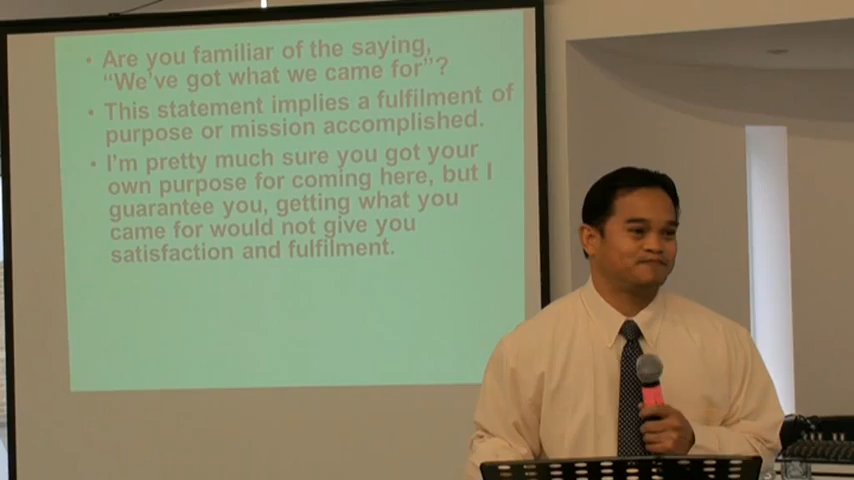 • Are you familiar of the saying,
“We’ve got what we came for”?
• This statement implies a fulfilment of
purpose or mission accomplished.
• I’m pretty much sure you got your
own purpose for coming here, but I
guarantee you, getting what you
came for would not give you
satisfaction and fulfilment.